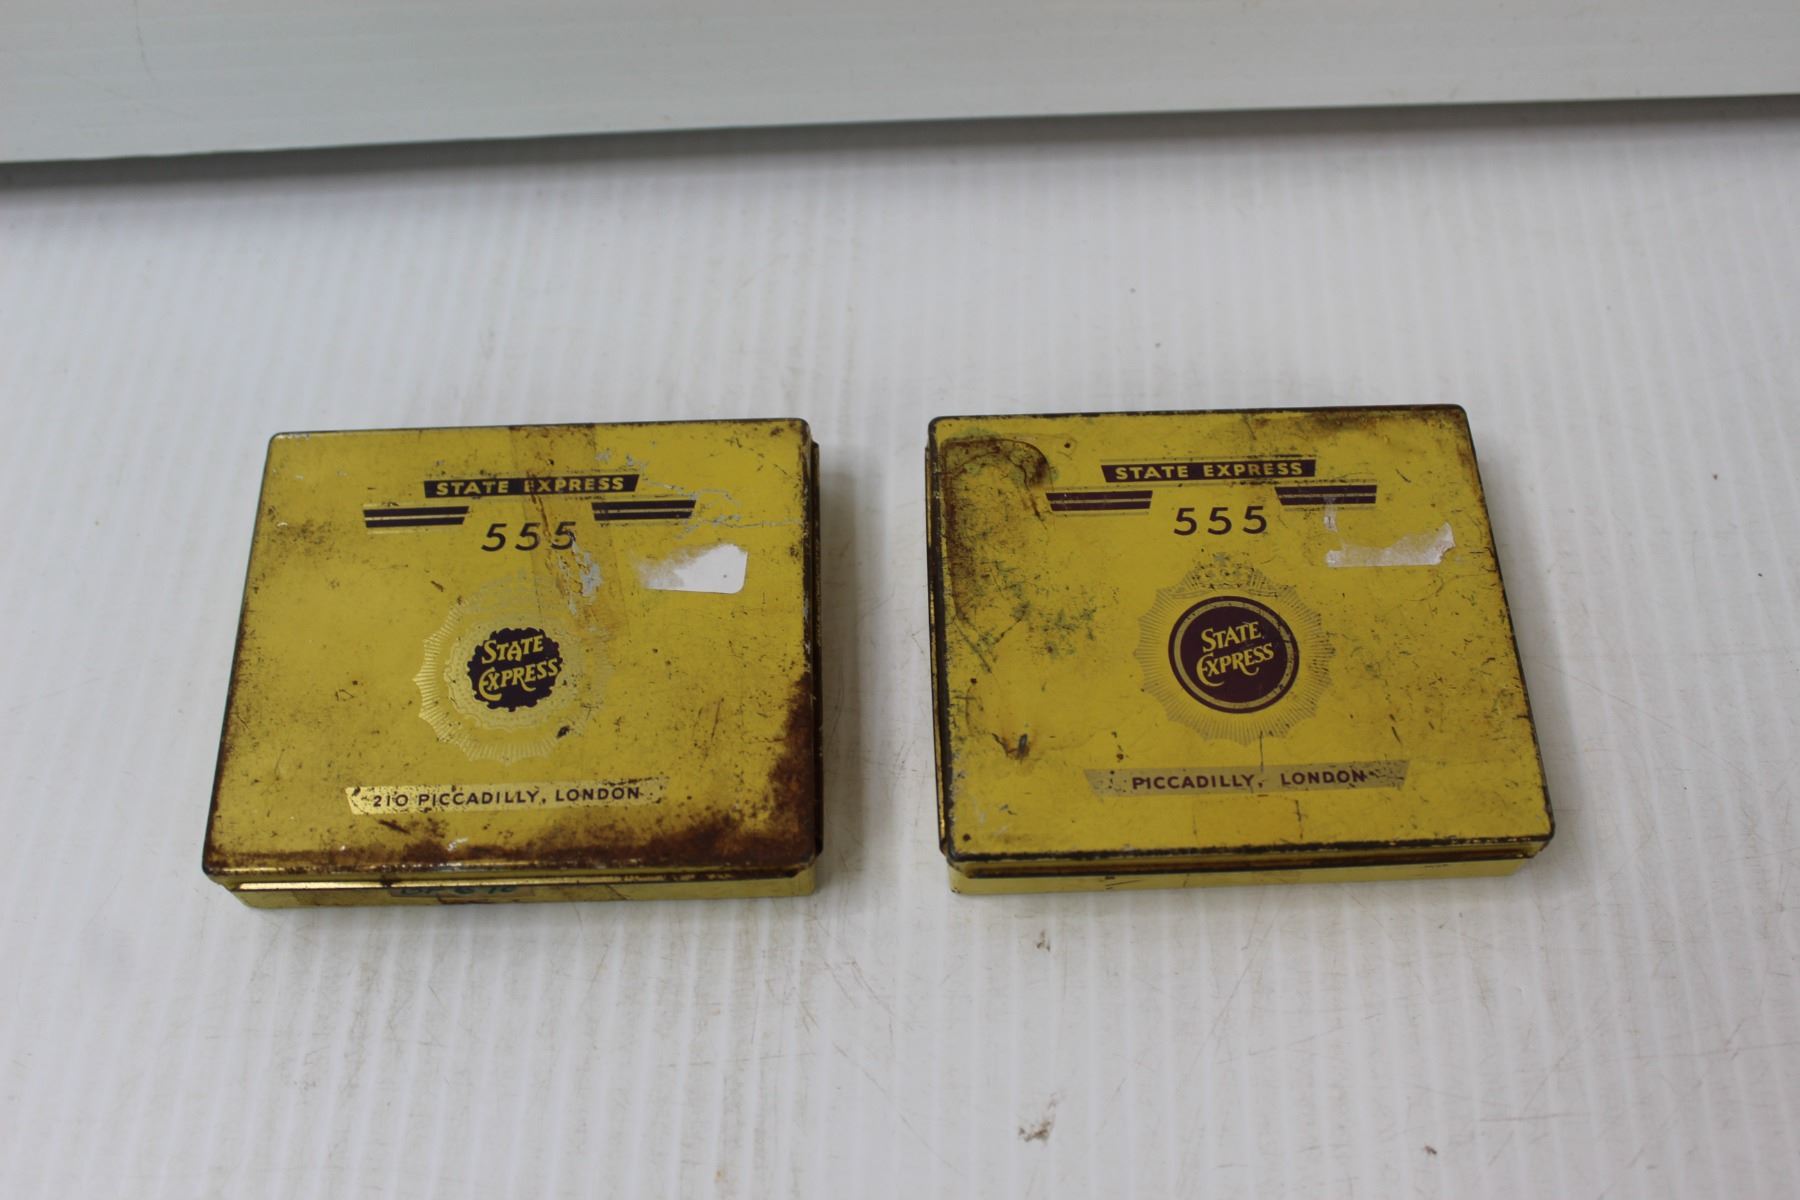 STATE EXPRESS
555
STATE
EXPRESS
210 PICCADILLY, LONDON
STATE EXPRESS
555
STATE
EXPRESS
PICCADILLY, LONDON